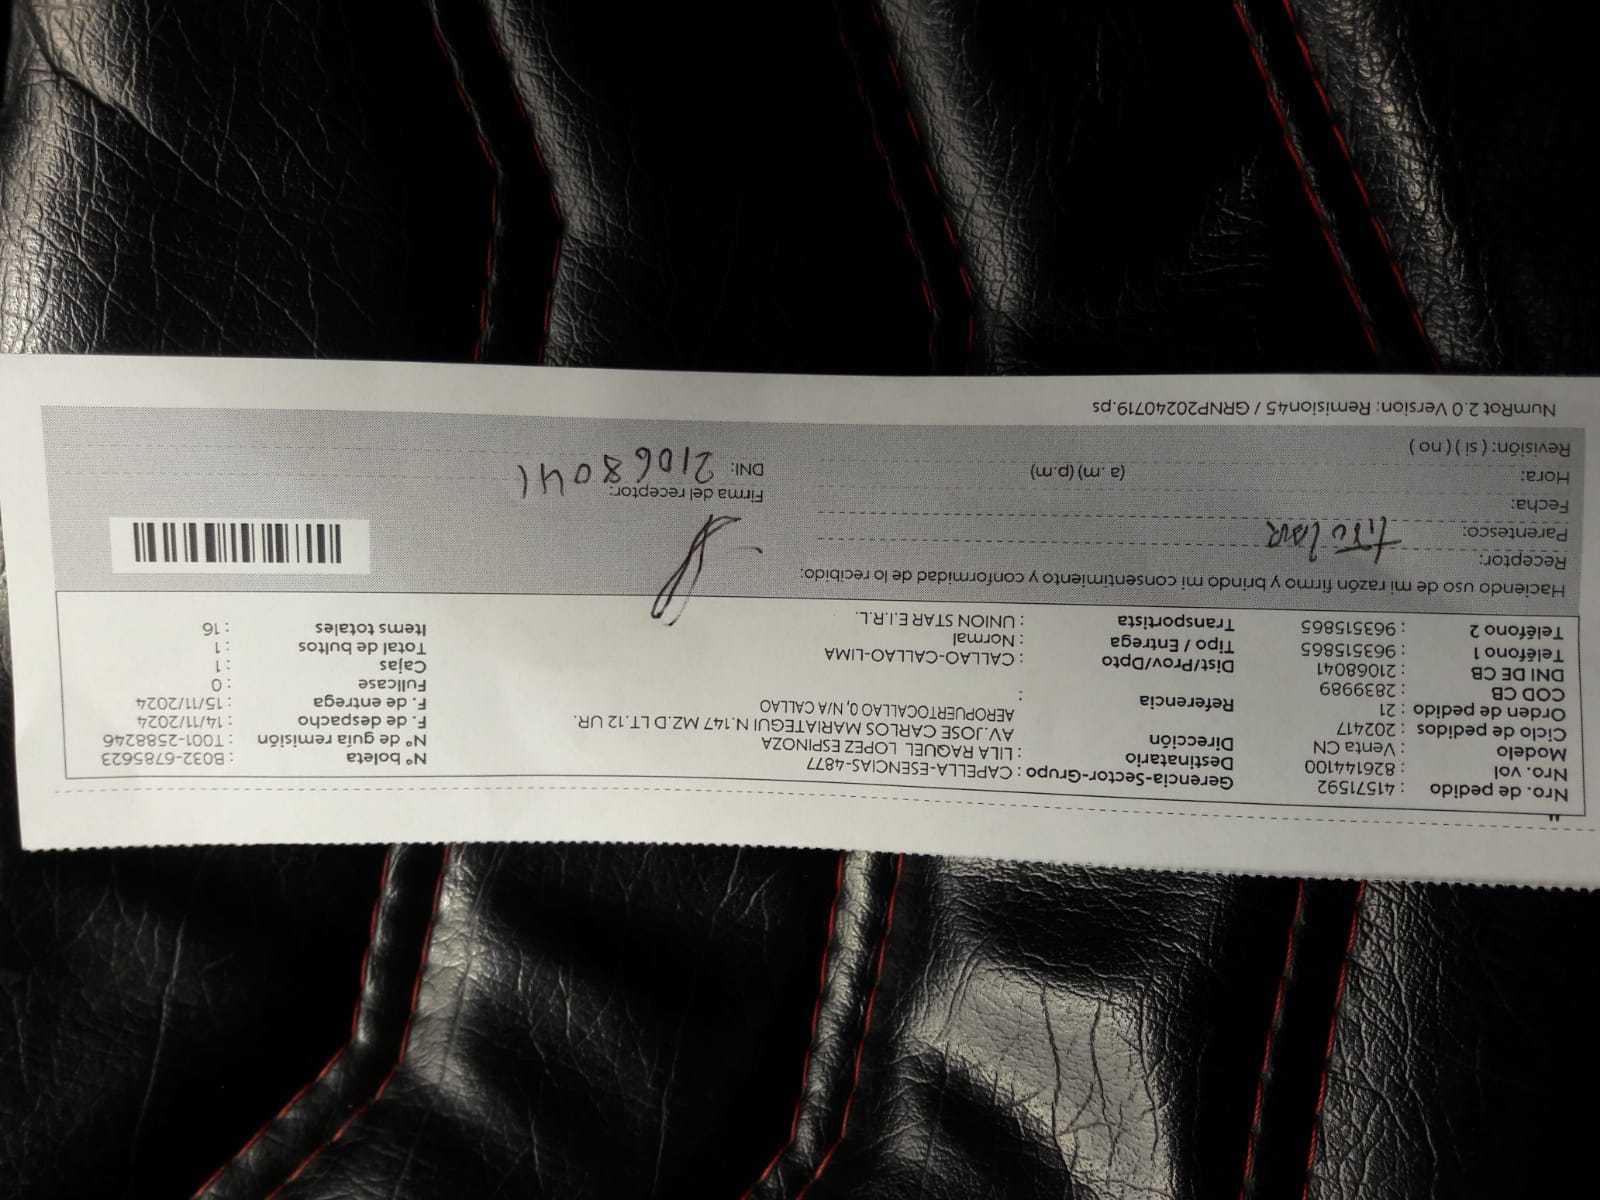 Nro. de pedido : 41571592
Nro. vol : 826144100
Modelo : Venta CN
Ciclo de pedidos : 202417
Orden de pedido : 21
COD CB : 2839989
DNI DE CB : 21068041
Teléfono 1 : 963515865
Teléfono 2 : 963515865
Gerencia-Sector-Grupo : CAPELLA-ESENCIAS-4877
Destinatario : LILA RAQUEL LOPEZ ESPINOZA
Dirección AV. JOSE CARLOS MARIATEGUI N.147 MZ.D LT.12 UR.
AEROPUERTOCALLAO 0, N/A CALLAO
Referencia :
Dist/Prv/Dpto : CALLAO-CALLAO-LIMA
Tipo / Entrega : Normal
Transportista : UNION STAR E.I.R.L.
Nº boleta : B032-6785623
Nº de guía remisión : T001-2588246
F. de despacho : 14/11/2024
F. de entrega : 15/11/2024
Fullcase : 0
Cajas : 1
Total de bultos : 1
Items totales : 16
Haciendo uso de mi razón firmo y brindo mi consentimiento y conformidad de lo recibido:
Receptor:
Parentesco: titular
Fecha:
Hora: (a.m) (p.m)
Revisión: ( si ) ( no )
Firma del receptor:
DNI: 21068041
NumRot 2.0 Version: Remision45 / GRNP20240719.ps